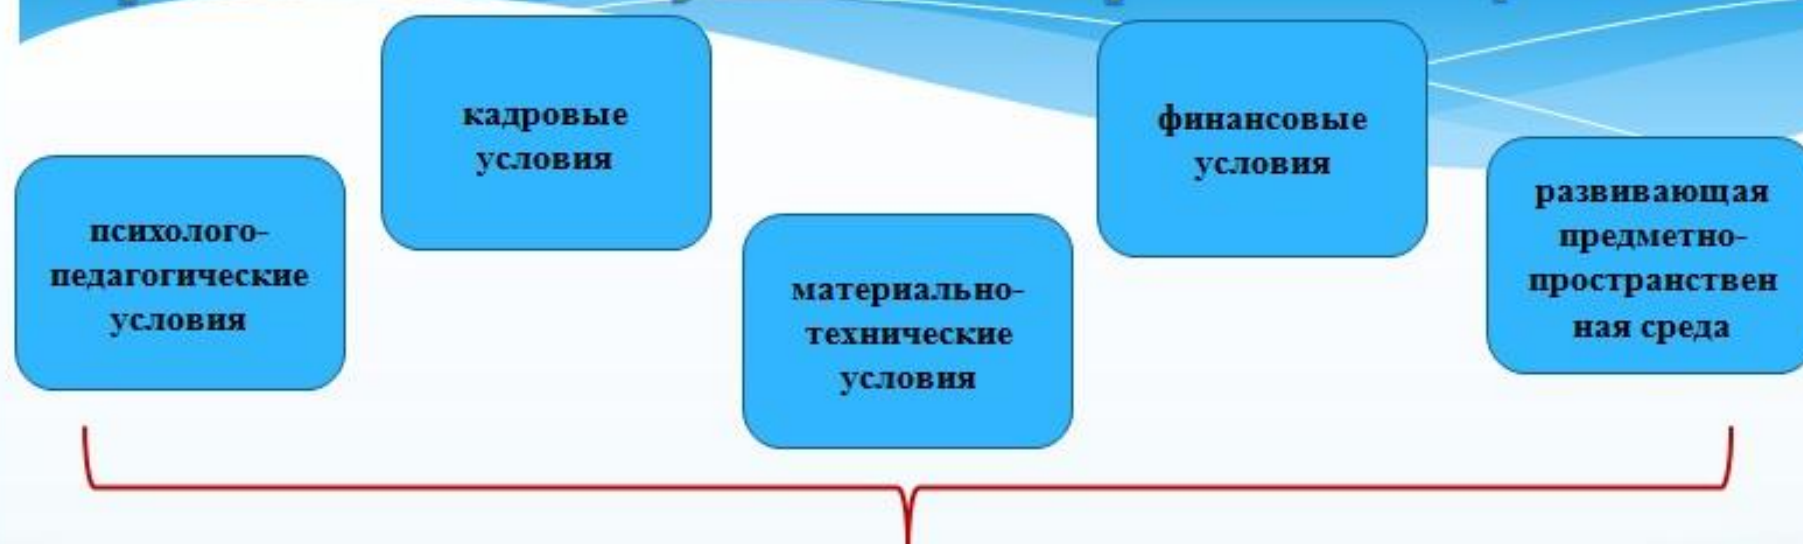 психолого-
педагогические
условия
кадровые
условия
материально-
технические
условия
финансовые
условия
развивающая
предметно-
пространствен
ная среда